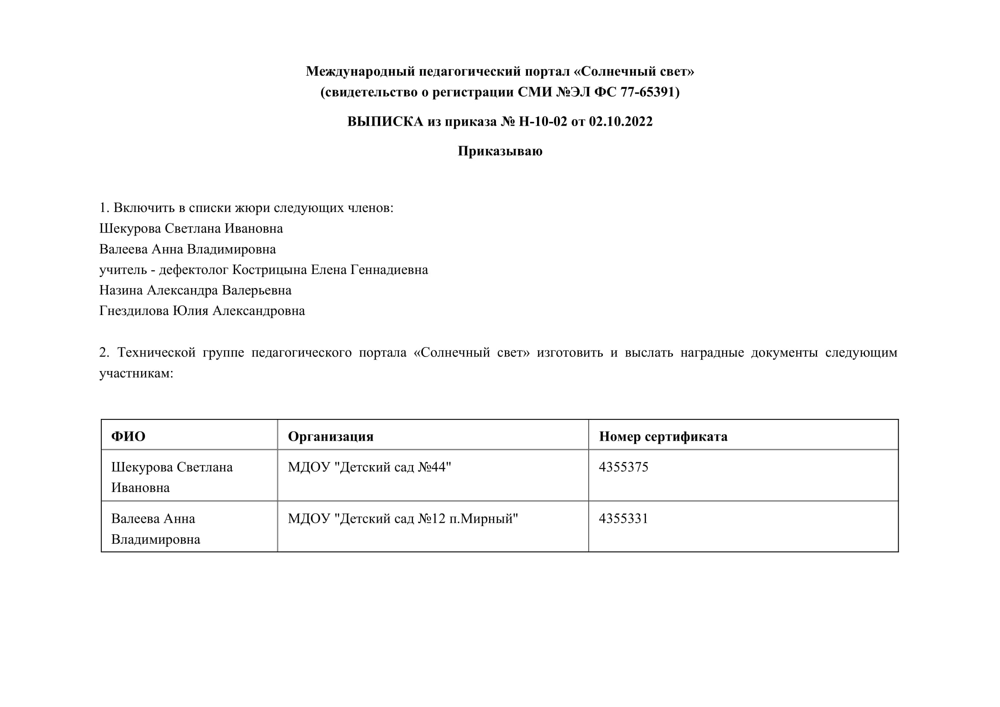 Международный педагогический портал «Солнечный свет»
(свидетельство о регистрации СМИ №ЭЛ ФС 77-65391)
ВЫПИСКА из приказа № Н-10-02 от 02.10.2022
Приказываю
1. Включить в списки жюри следующих членов:
Шекурова Светлана Ивановна
Валеева Анна Владимировна
учитель - дефектолог Кострицына Елена Геннадиевна
Назина Александра Валерьевна
Гнездилова Юлия Александровна
2. Технической группе педагогического портала «Солнечный свет» изготовить и выслать наградные документы следующим
участникам:
ФИО Организация Номер сертификата
Шекурова Светлана МДОУ "Детский сад №44" 4355375
Ивановна
Валеева Анна МДОУ "Детский сад №12 п.Мирный" 4355331
Владимировна